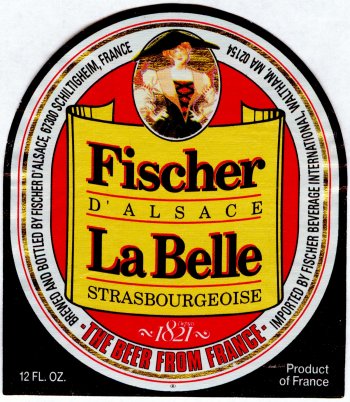 BREWED AND BOTTLED BY FISCHER D'ALSACE, 67300 SCHILTIGHEIM, FRANCE
IMPORTED BY FISCHER BEVERAGE INTERNATIONAL, WALTHAM MA 02154
Fischer
D'ALSACE
La Belle
STRASBOURGEOISE
~ 1821 ~
- THE BEER FROM FRANCE -
12 FL. OZ.
Product
of France